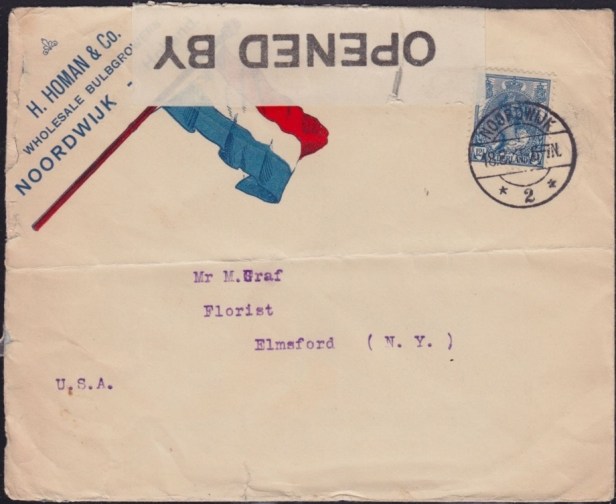 OPENED BY
H. HOMAN & Co.
WHOLESALE BULBGRO
NOORDWIJK -
NOORDWIJK
* 2 *
Mr M.Graf
Florist
Elmsford ( N. Y. )
U.S.A.